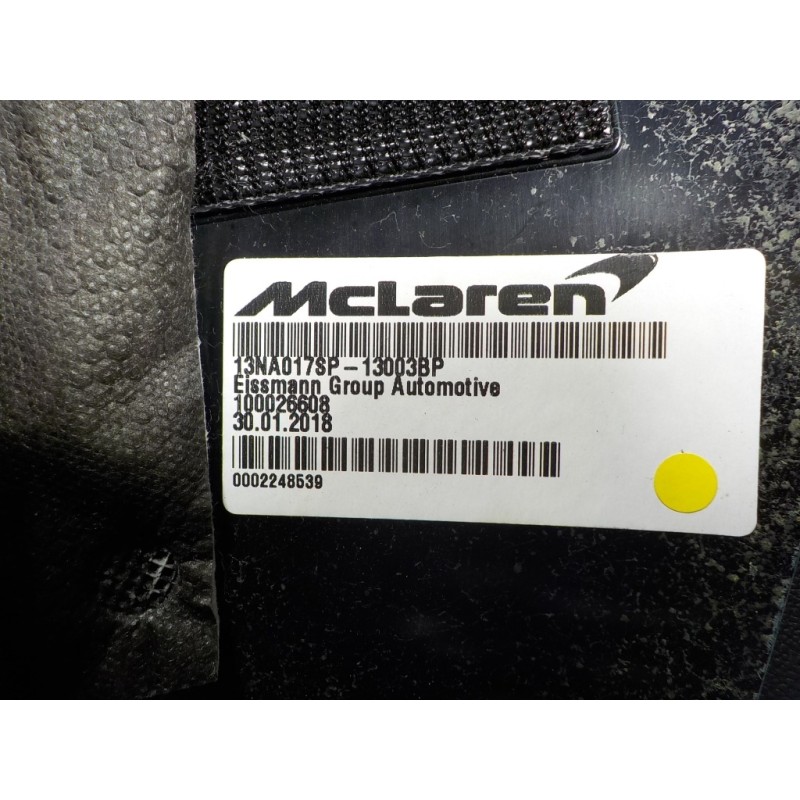 McLaren
13NA017SP-13003BP
Eissmann Group Automotive
100026608
30.01.2018
0002248539